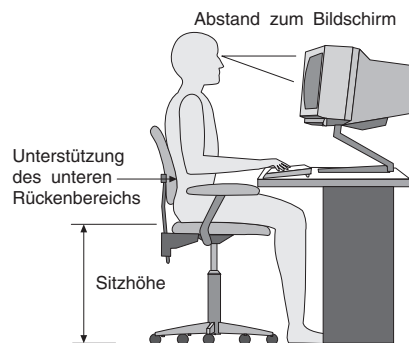 Abstand zum Bildschirm
Unterstützung
des unteren
Rückenbereichs
Sitzhöhe